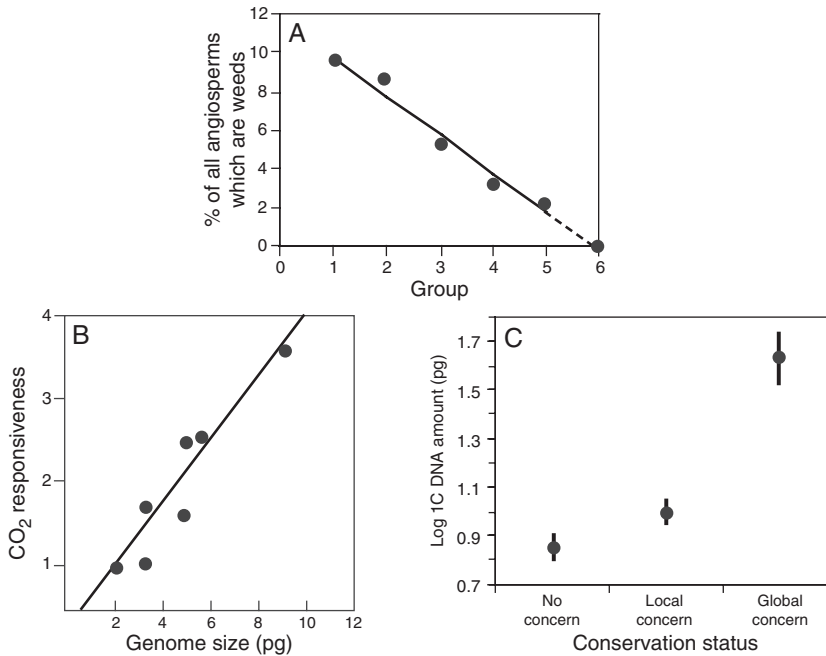 A
% of all angiosperms
which are weeds
12
10
8
6
4
2
0
0 1 2 3 4 5 6
Group
B
CO2 responsiveness
4
3
2
1
2 4 6 8 10 12
Genome size (pg)
C
Log 1C DNA amount (pg)
1.7
1.5
1.3
1.1
0.9
0.7
No concern
Local concern
Global concern
Conservation status